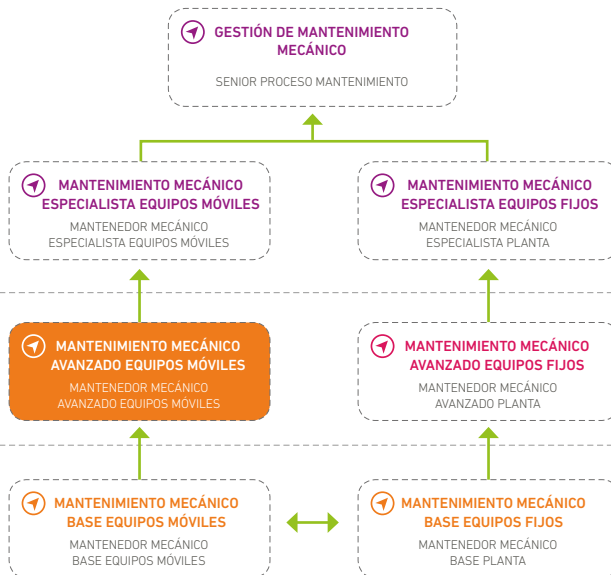 GESTIÓN DE MANTENIMIENTO
MECÁNICO
SENIOR PROCESO MANTENIMIENTO
MANTENIMIENTO MECÁNICO
ESPECIALISTA EQUIPOS MÓVILES
MANTENEDOR MECÁNICO
ESPECIALISTA EQUIPOS MÓVILES
MANTENIMIENTO MECÁNICO
ESPECIALISTA EQUIPOS FIJOS
MANTENEDOR MECÁNICO
ESPECIALISTA PLANTA
MANTENIMIENTO MECÁNICO
AVANZADO EQUIPOS MÓVILES
MANTENEDOR MECÁNICO
AVANZADO EQUIPOS MÓVILES
MANTENIMIENTO MECÁNICO
AVANZADO EQUIPOS FIJOS
MANTENEDOR MECÁNICO
AVANZADO PLANTA
MANTENIMIENTO MECÁNICO
BASE EQUIPOS MÓVILES
MANTENEDOR MECÁNICO
BASE EQUIPOS MÓVILES
MANTENIMIENTO MECÁNICO
BASE EQUIPOS FIJOS
MANTENEDOR MECÁNICO
BASE PLANTA